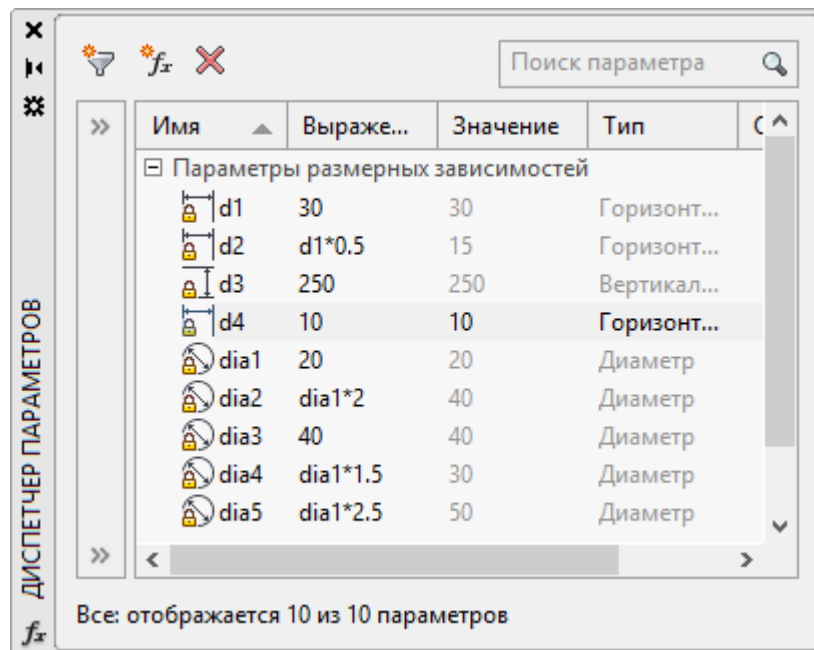 Поиск параметра
Имя Выраже... Значение Тип
Параметры размерных зависимостей
d1 30 30 Горизонт...
d2 d1*0.5 15 Горизонт...
d3 250 250 Вертикал...
d4 10 10 Горизонт...
dia1 20 20 Диаметр
dia2 dia1*2 40 Диаметр
dia3 40 40 Диаметр
dia4 dia1*1.5 30 Диаметр
dia5 dia1*2.5 50 Диаметр
Все: отображается 10 из 10 параметров
ДИСПЕТЧЕР ПАРАМЕТРОВ